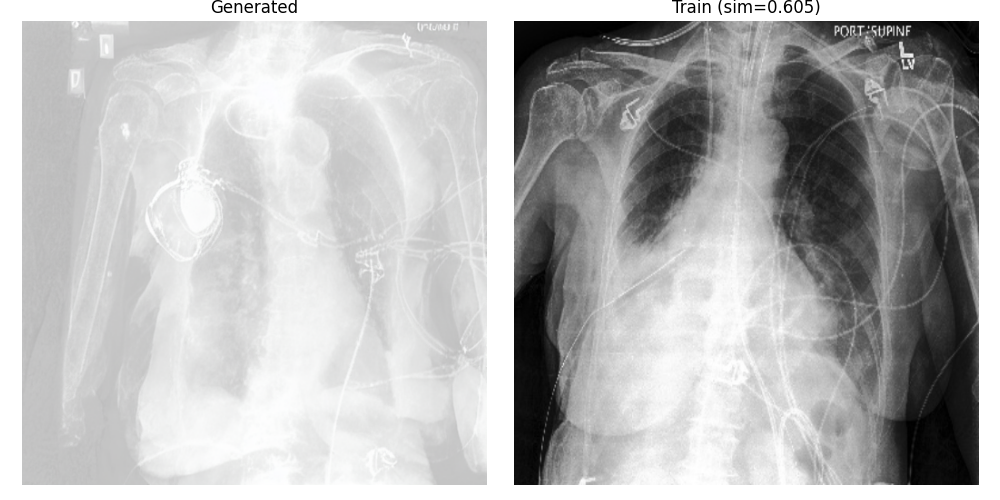 Generated
Train (sim=0.605)
PORT SUPINE
L
LV